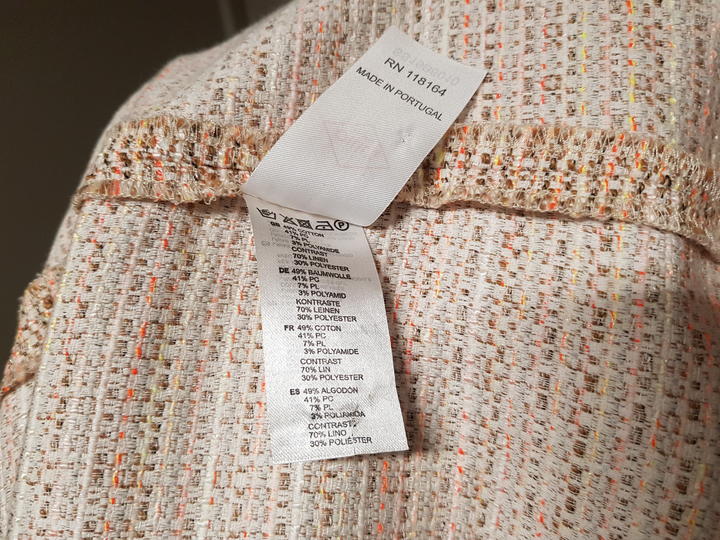 RN 118164
MADE IN PORTUGAL
GB 49% COTTON
41% PC
7% PL
3% POLYAMIDE
CONTRAST
70% LINEN
30% POLYESTER
DE 49% BAUMWOLLE
41% PC
7% PL
3% POLYAMID
KONTRASTE
70% LEINEN
30% POLYESTER
FR 49% COTON
41% PC
7% PL
3% POLYAMIDE
CONTRAST
70% LIN
30% POLYESTER
ES 49% ALGODÓN
41% PC
7% PL
3% POLIAMIDA
CONTRAST
70% LINO
30% POLIÉSTER